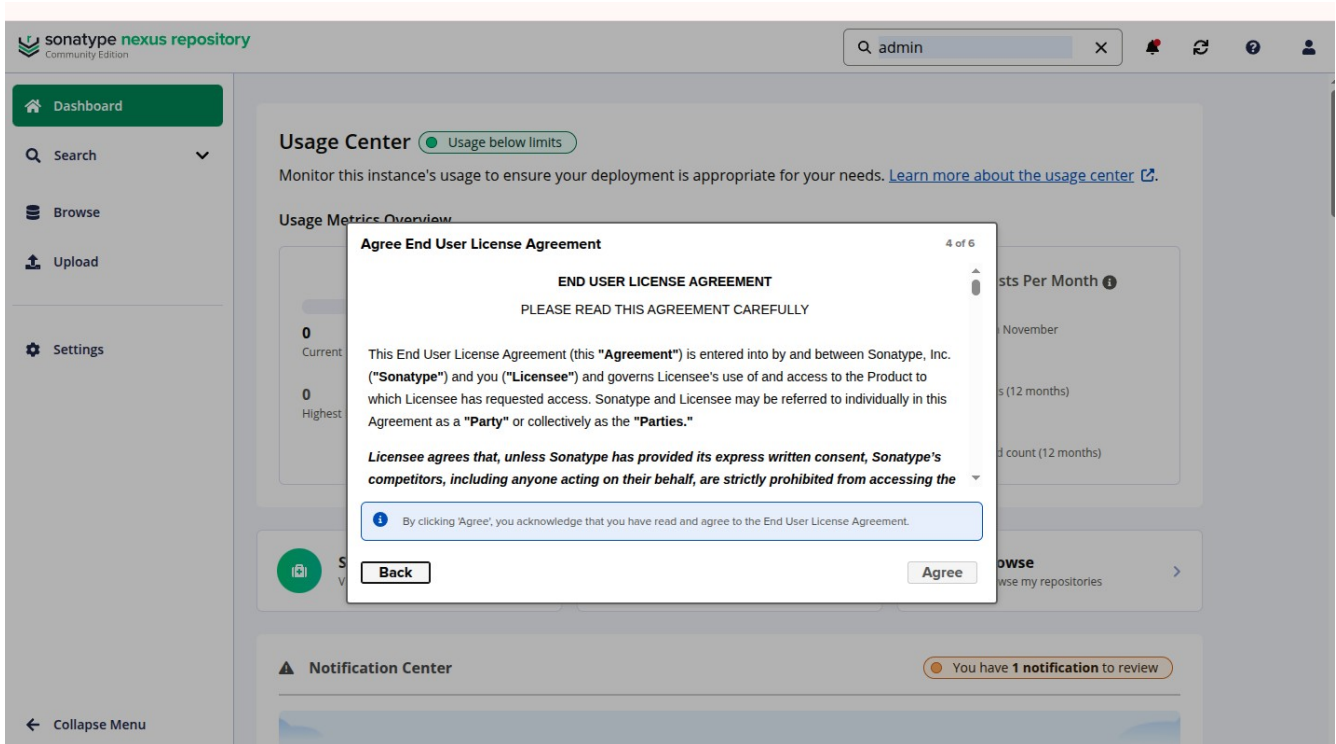 sonatype nexus repository
Community Edition
admin
Dashboard
Search
Browse
Upload
Settings
Collapse Menu
Usage Center
Usage below limits
Monitor this instance's usage to ensure your deployment is appropriate for your needs. Learn more about the usage center.
Usage Metrics Overview
0
Current
0
Highest
sts Per Month
November
s (12 months)
d count (12 months)
Agree End User License Agreement
4 of 6
END USER LICENSE AGREEMENT
PLEASE READ THIS AGREEMENT CAREFULLY
This End User License Agreement (this "Agreement") is entered into by and between Sonatype, Inc.
("Sonatype") and you ("Licensee") and governs Licensee's use of and access to the Product to
which Licensee has requested access. Sonatype and Licensee may be referred to individually in this
Agreement as a "Party" or collectively as the "Parties."
Licensee agrees that, unless Sonatype has provided its express written consent, Sonatype's
competitors, including anyone acting on their behalf, are strictly prohibited from accessing the
By clicking 'Agree', you acknowledge that you have read and agree to the End User License Agreement.
Back
Agree
S
V
owse
wse my repositories
Notification Center
You have 1 notification to review